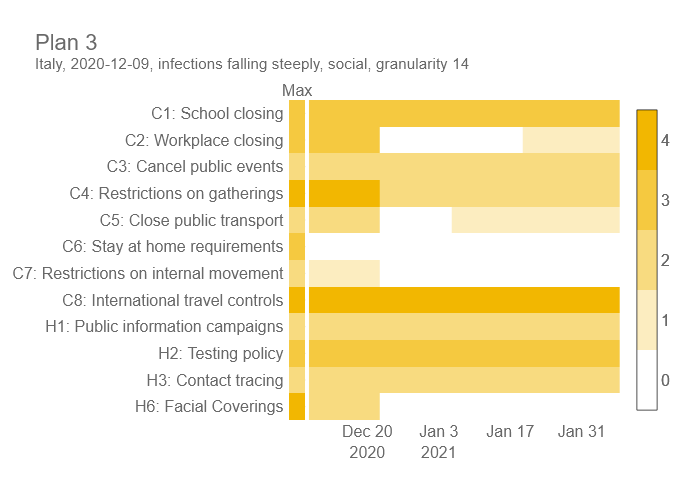 Plan 3
Italy, 2020-12-09, infections falling steeply, social, granularity 14
Max
C1: School closing
C2: Workplace closing
C3: Cancel public events
C4: Restrictions on gatherings
C5: Close public transport
C6: Stay at home requirements
C7: Restrictions on internal movement
C8: International travel controls
H1: Public information campaigns
H2: Testing policy
H3: Contact tracing
H6: Facial Coverings
Dec 20 Jan 3 Jan 17 Jan 31
2020 2021
4
3
2
1
0